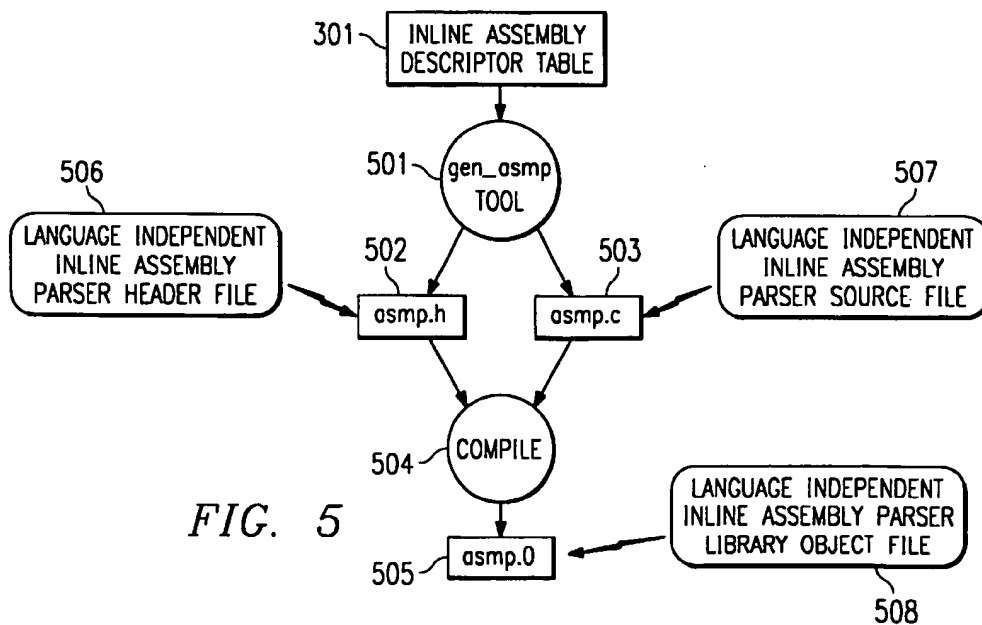 301
INLINE ASSEMBLY
DESCRIPTOR TABLE
501
gen_asmp
TOOL
506
LANGUAGE INDEPENDENT
INLINE ASSEMBLY
PARSER HEADER FILE
502
asmp.h
503
asmp.c
507
LANGUAGE INDEPENDENT
INLINE ASSEMBLY
PARSER SOURCE FILE
504
COMPILE
FIG. 5
505
asmp.0
LANGUAGE INDEPENDENT
INLINE ASSEMBLY PARSER
LIBRARY OBJECT FILE
508